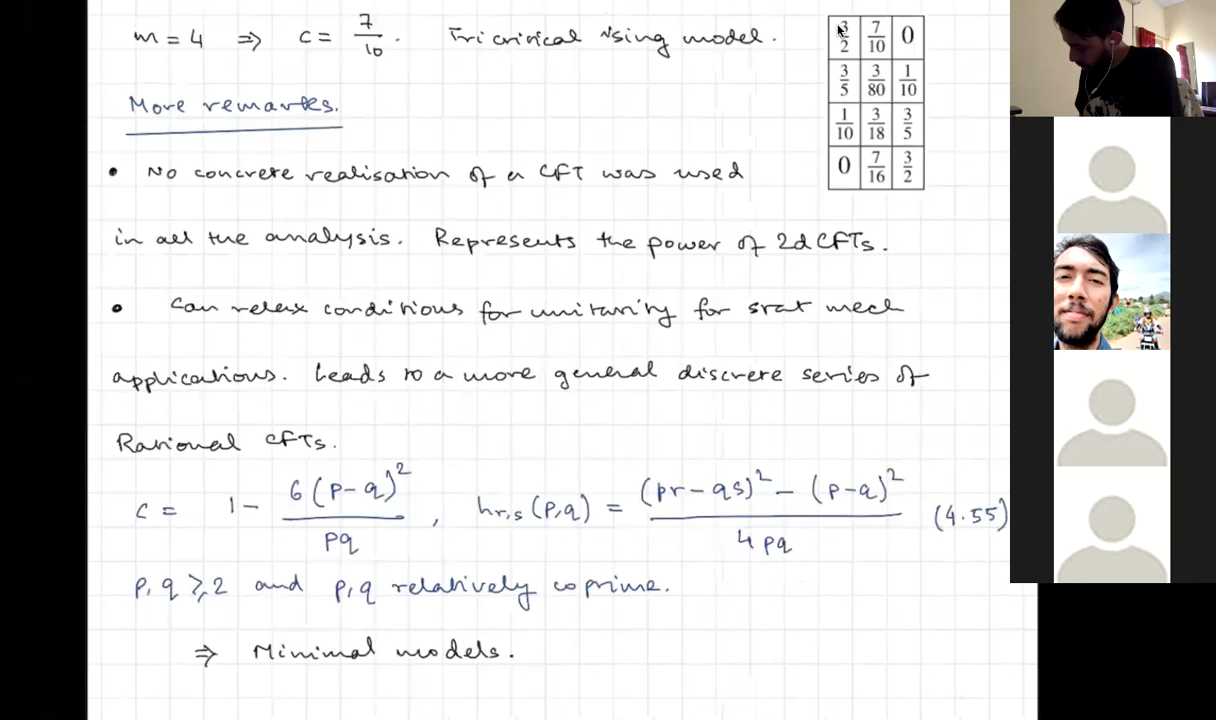 m = 4 ⇒ c = 7/10 . Tricritical Ising model.
3/2 7/10 0
3/5 3/80 1/10
1/10 3/18 3/5
0 7/16 3/2
More remarks.
• No concrete realisation of a CFT was used
in all the analysis. Represents the power of 2d CFTs.
• Can relax conditions for unitarity for stat mech
applications. Leads to a more general discrete series of
Rational CFTs.
c = 1 - 6(p-q)²/pq , hr,s (p,q) = (pr-qs)² - (p-q)²/4pq (4.55)
p,q ≥ 2 and p,q relatively coprime.
⇒ Minimal models.